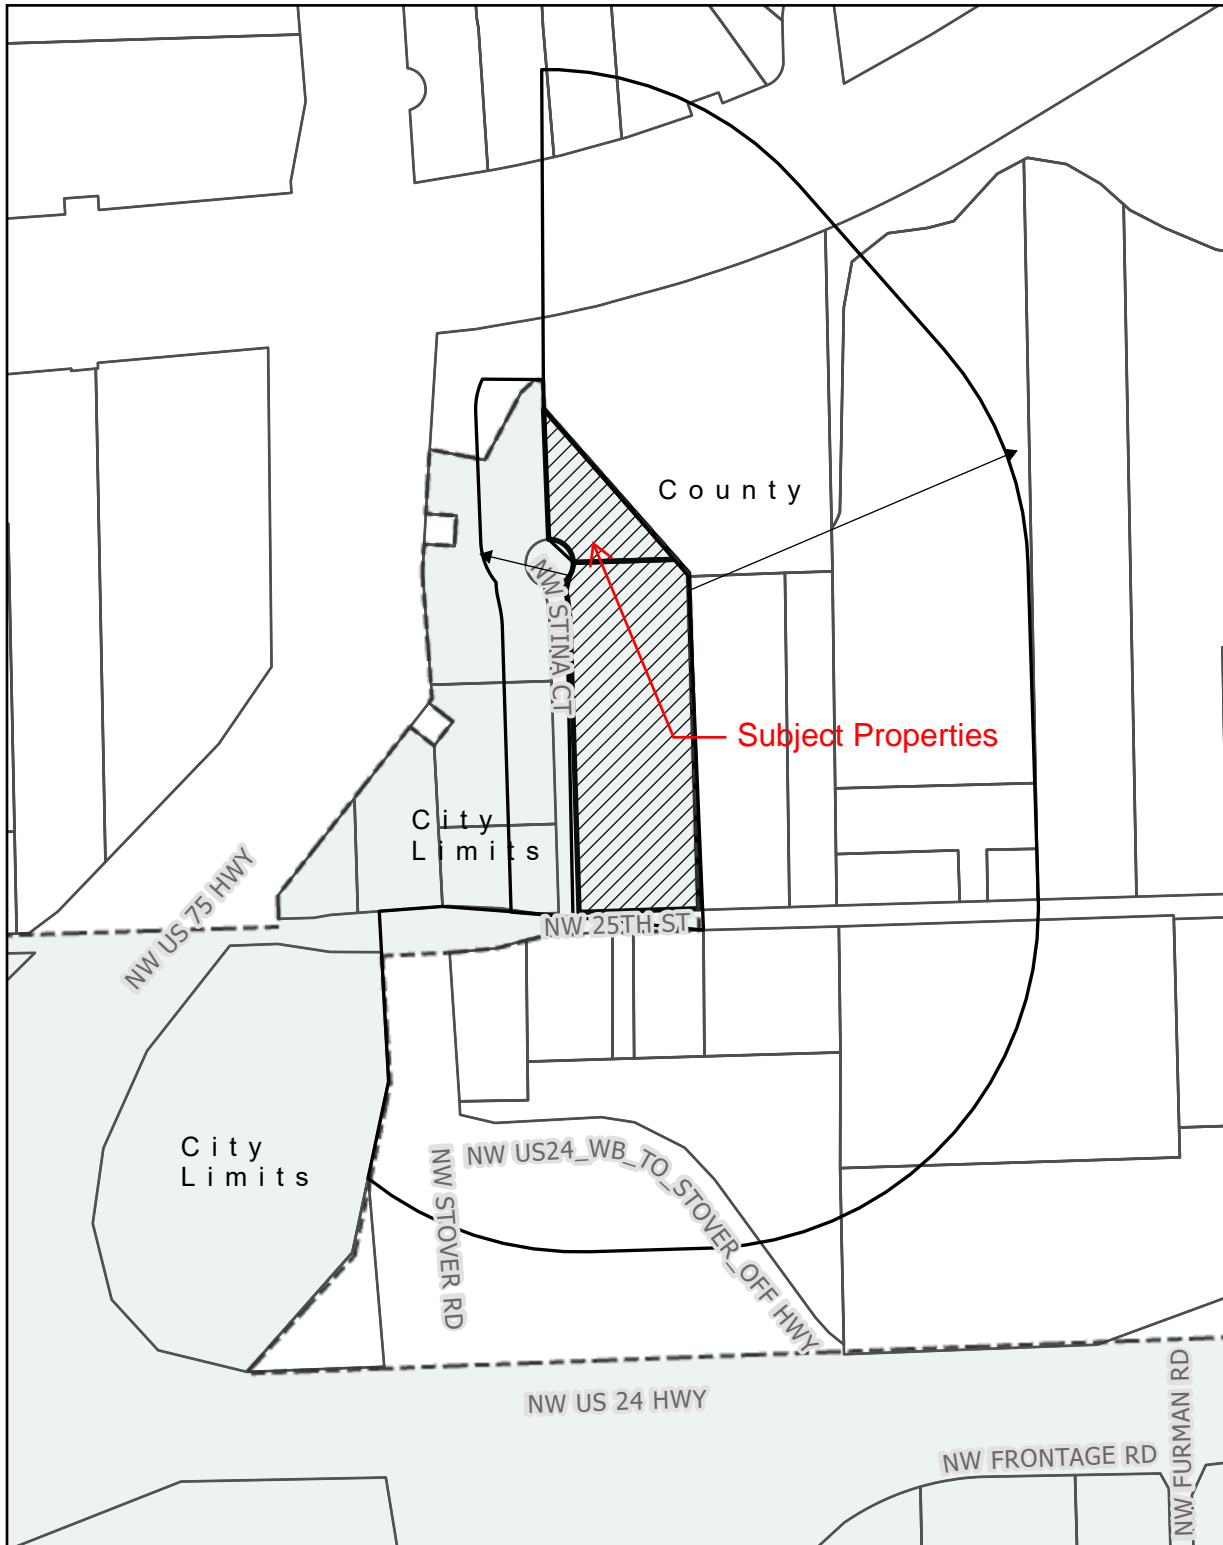 County
NW STINA CT
Subject Properties
City
Limits
NW US 75 HWY
NW 25TH ST
City
Limits
NW STOVER RD
NW US24_WB_TO_STOVER_OFF HWY
NW US 24 HWY
NW FRONTAGE RD
NW FURMAN RD